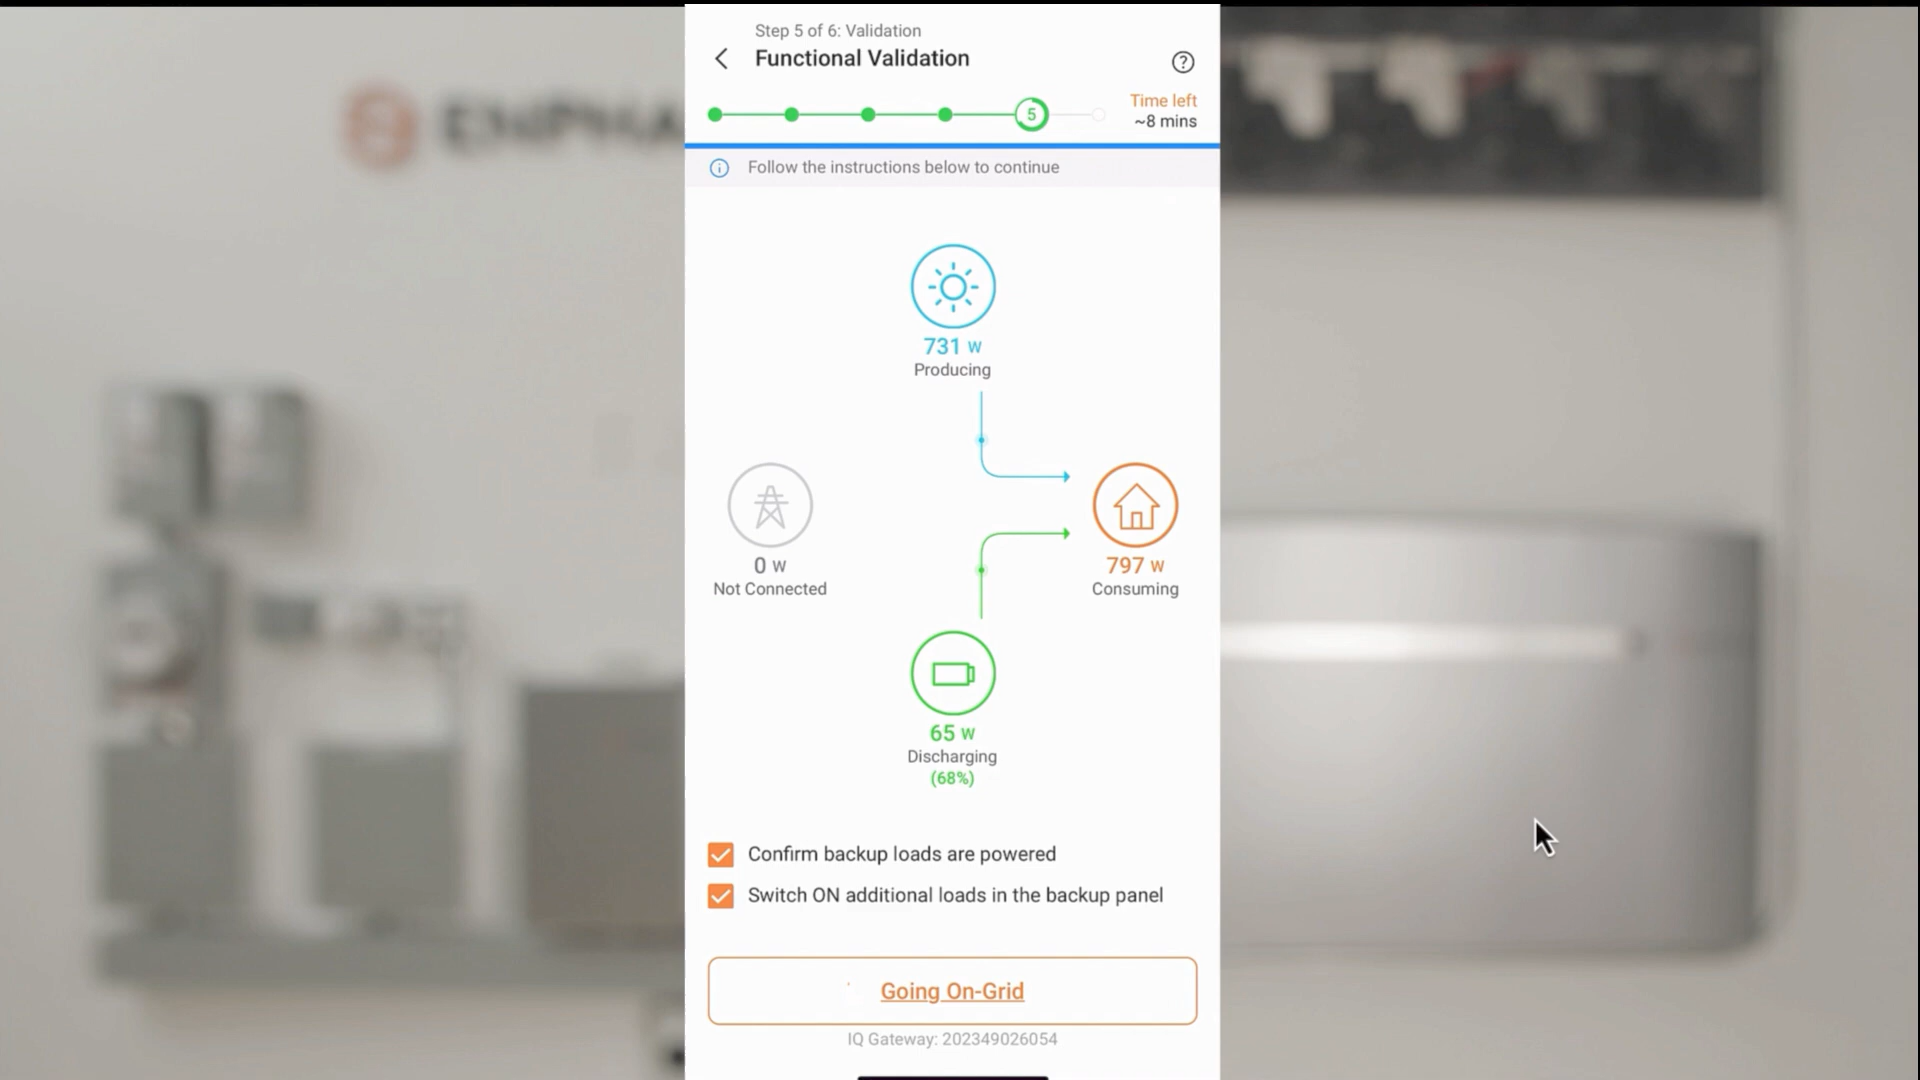 Step 5 of 6: Validation
Functional Validation
5
Time left
~8 mins
Follow the instructions below to continue
731 W
Producing
0 W
Not Connected
797 W
Consuming
65 W
Discharging
(68%)
Confirm backup loads are powered
Switch ON additional loads in the backup panel
Going On-Grid
IQ Gateway: 202349026054